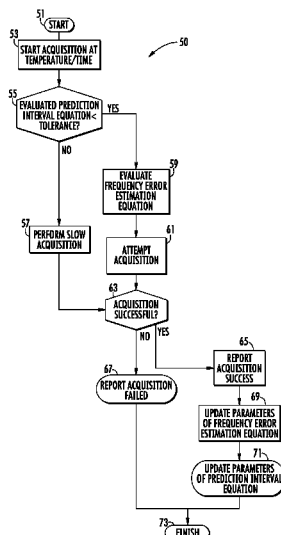 51
START
50
53
START ACQUISITION AT
TEMPERATURE/TIME
55
EVALUATED PREDICTION
INTERVAL EQUATION<
TOLERANCE?
YES
NO
59
EVALUATE
FREQUENCY ERROR
ESTIMATION
EQUATION
57
PERFORM SLOW
ACQUISITION
61
ATTEMPT
ACQUISITION
63
ACQUISITION
SUCCESSFUL?
NO
YES
65
REPORT
ACQUISITION
SUCCESS
67
REPORT ACQUISITION
FAILED
69
UPDATE PARAMETERS
OF FREQUENCY ERROR
ESTIMATION EQUATION
71
UPDATE PARAMETERS
OF PREDICTION INTERVAL
EQUATION
73
FINISH